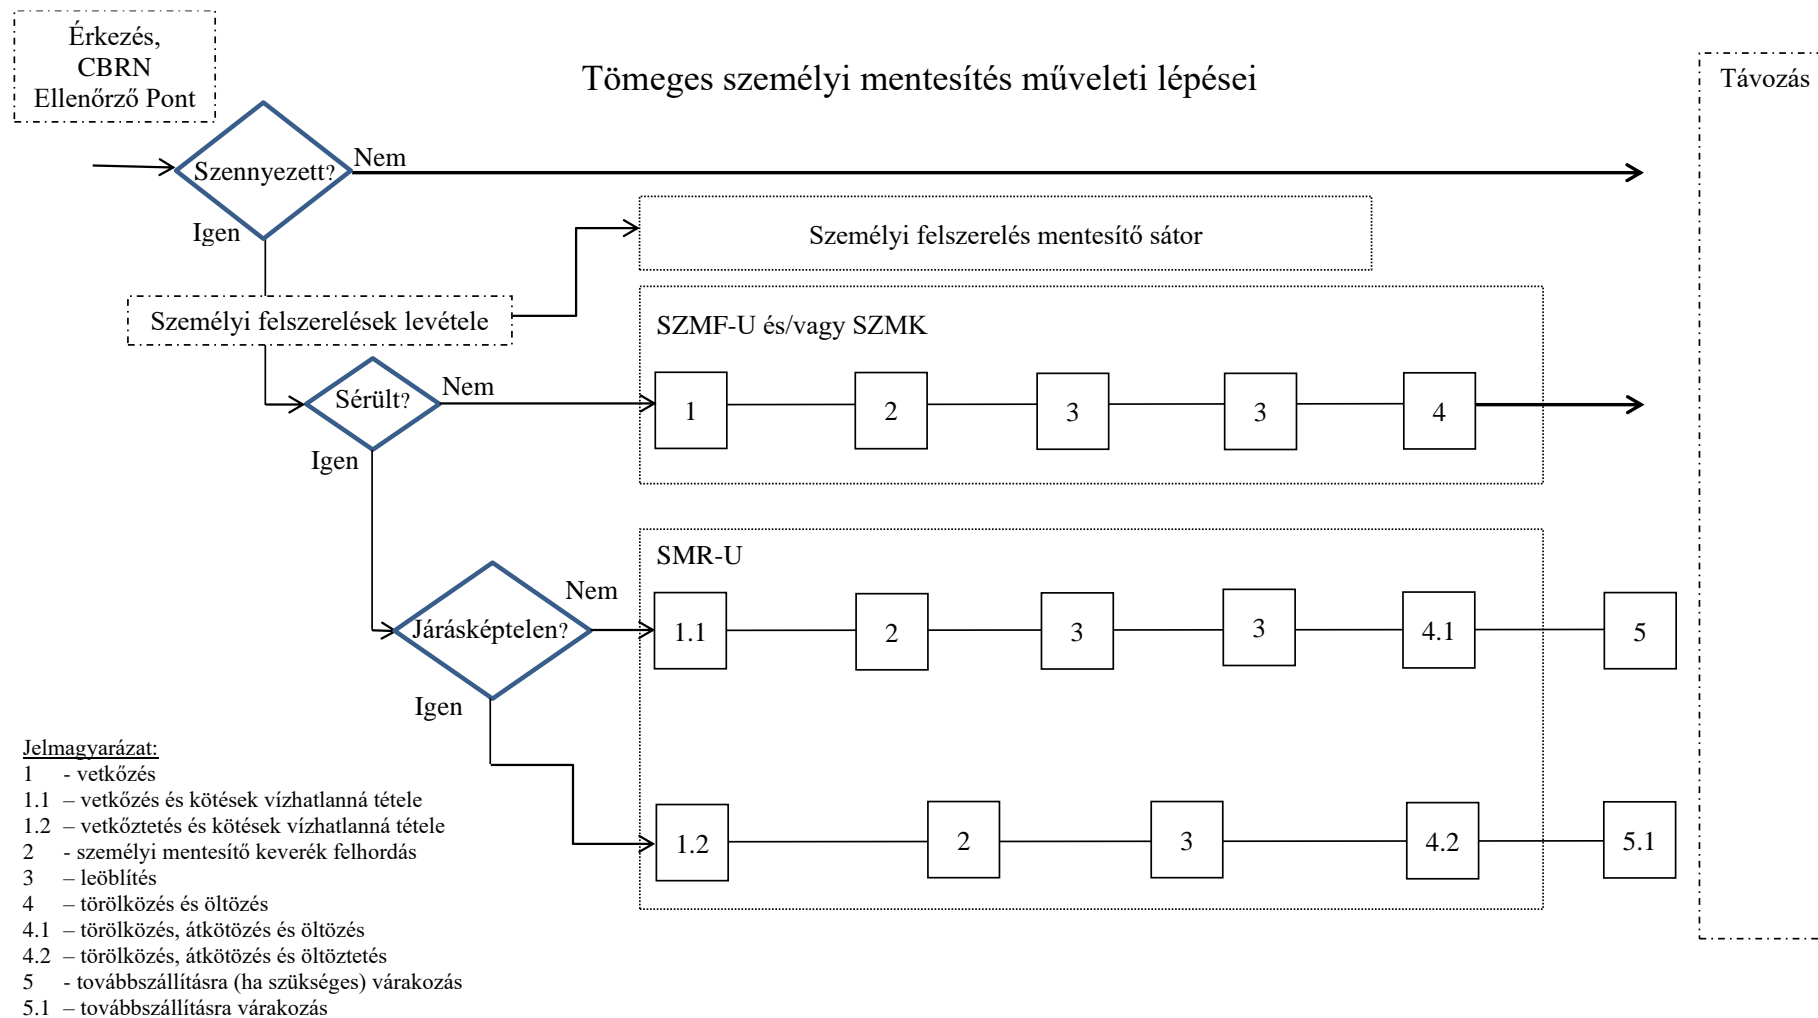 Érkezés,
CBRN
Ellenőrző Pont
Tömeges személyi mentesítés műveleti lépései
Távozás
Szennyezett?
Nem
Igen
Személyi felszerelés mentesítő sátor
Személyi felszerelések levétele
SZMF-U és/vagy SZMK
Sérült?
Nem
1
2
3
3
4
Igen
SMR-U
Járásképtelen?
Nem
1.1
2
3
3
4.1
5
Igen
1.2
2
3
4.2
5.1
Jelmagyarázat:
1 - vetkőzés
1.1 – vetkőzés és kötések vízhatlanná tétele
1.2 – vetkőztetés és kötések vízhatlanná tétele
2 - személyi mentesítő keverék felhordás
3 – leöblítés
4 – törölközés és öltözés
4.1 – törölközés, átkötözés és öltözés
4.2 – törölközés, átkötözés és öltöztetés
5 - továbbszállításra (ha szükséges) várakozás
5.1 – továbbszállításra várakozás